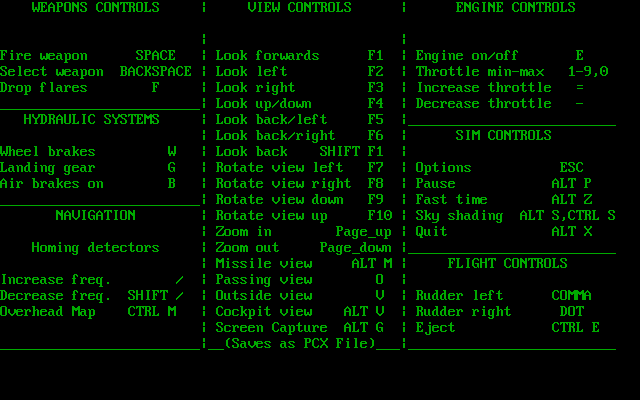 WEAPONS CONTROLS
Fire weapon SPACE
Select weapon BACKSPACE
Drop flares F
HYDRAULIC SYSTEMS
Wheel brakes W
Landing gear G
Air brakes on B
NAVIGATION
Homing detectors
Increase freq. /
Decrease freq. SHIFT /
Overhead Map CTRL M
VIEW CONTROLS
Look forwards F1
Look left F2
Look right F3
Look up/down F4
Look back/left F5
Look back/right F6
Look back SHIFT F1
Rotate view left F7
Rotate view right F8
Rotate view down F9
Rotate view up F10
Zoom in Page_up
Zoom out Page_down
Missile view ALT M
Passing view O
Outside view V
Cockpit view ALT V
Screen Capture ALT G
(Saves as PCX File)
ENGINE CONTROLS
Engine on/off E
Throttle min-max 1-9,0
Increase throttle =
Decrease throttle -
SIM CONTROLS
Options ESC
Pause ALT P
Fast time ALT Z
Sky shading ALT S,CTRL S
Quit ALT X
FLIGHT CONTROLS
Rudder left COMMA
Rudder right DOT
Eject CTRL E